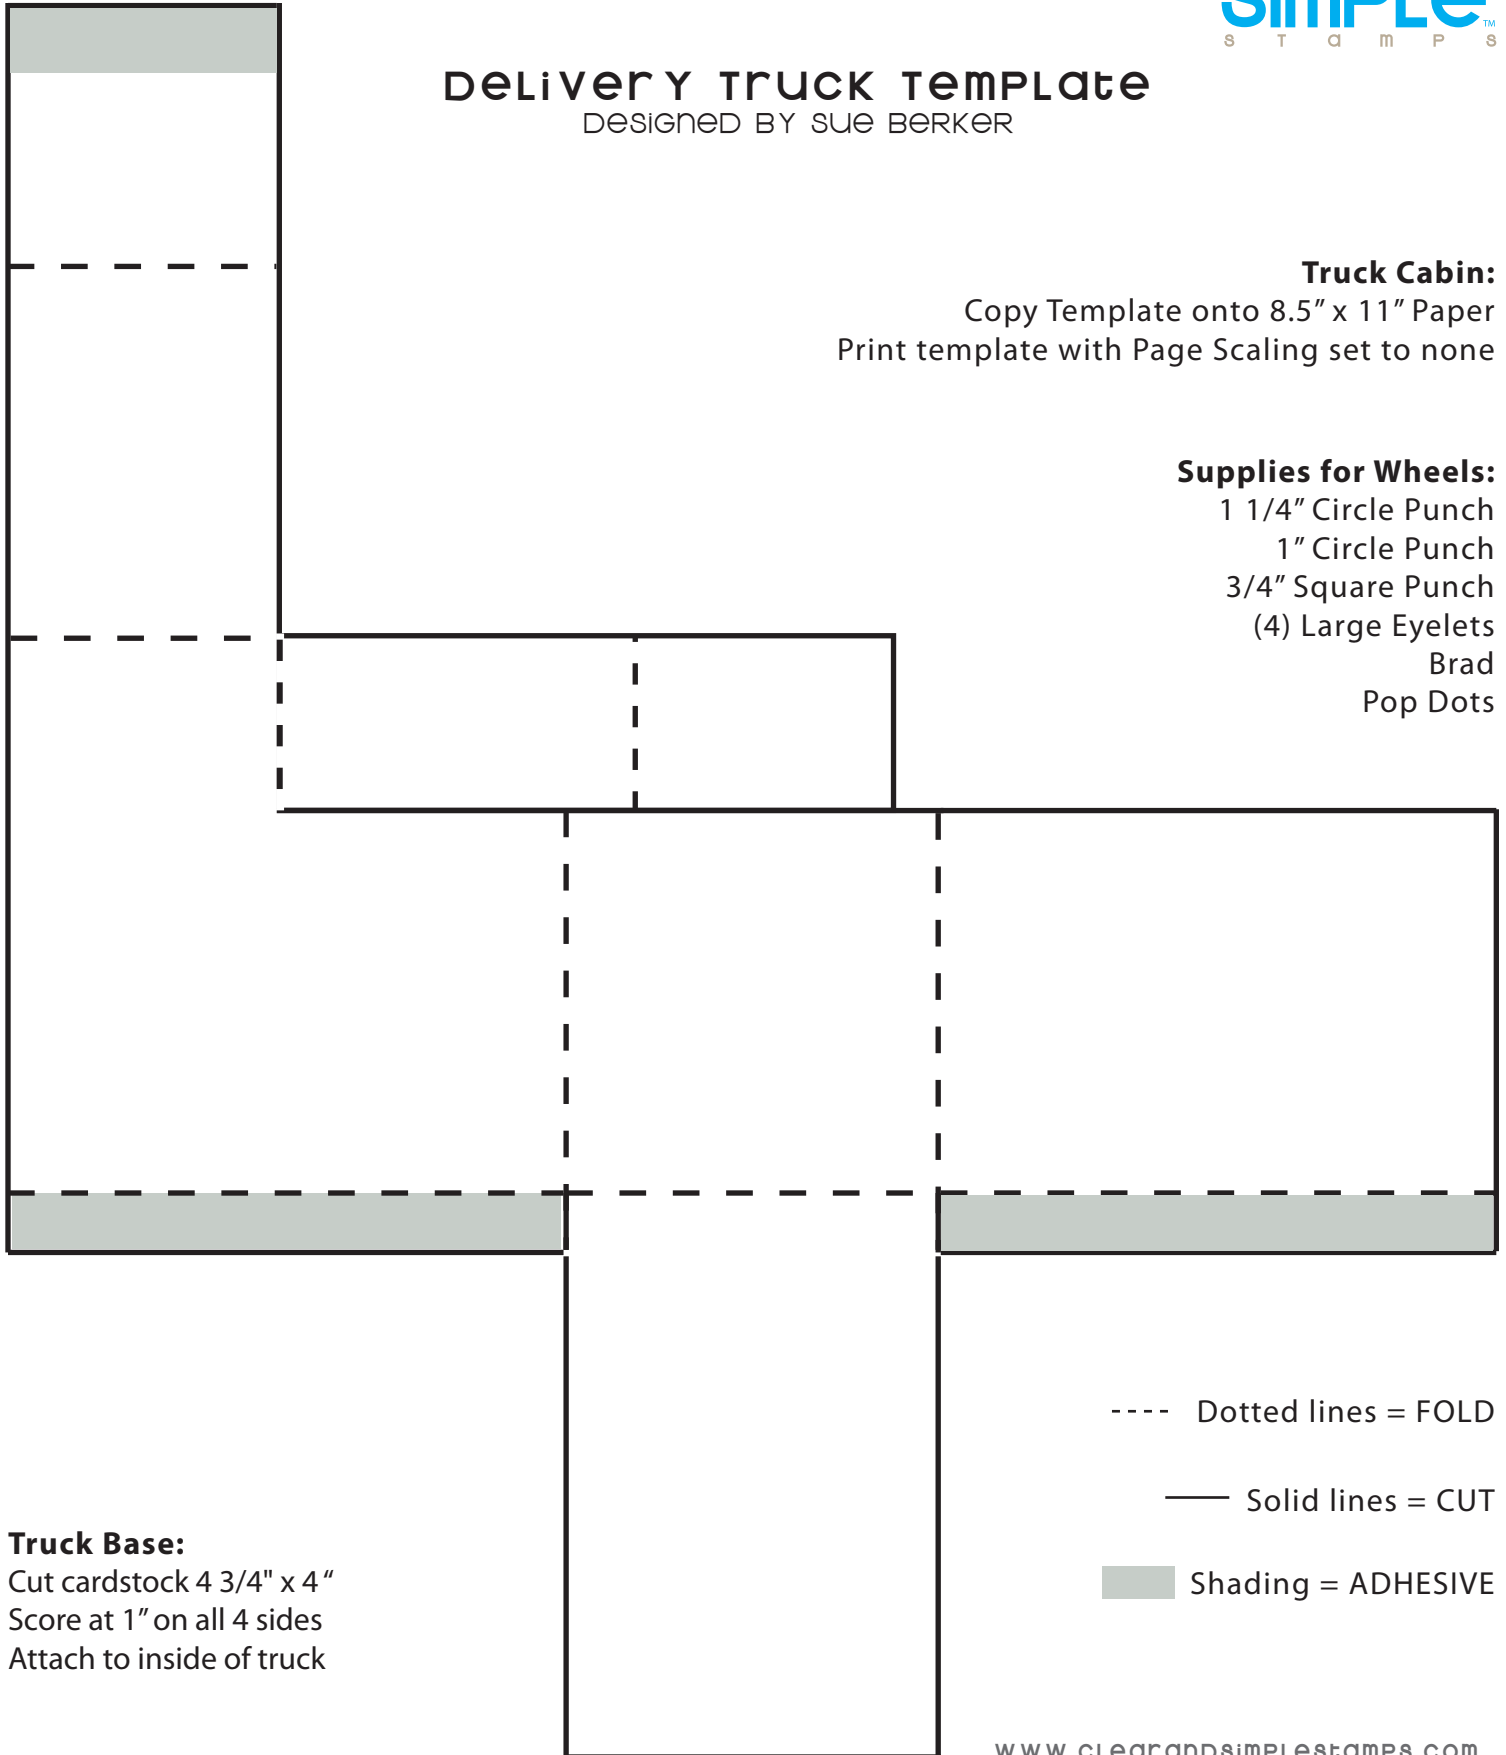 SIMPLE™
STAMPS
Delivery Truck Template
Designed by Sue Berker
Truck Cabin:
Copy Template onto 8.5” x 11” Paper
Print template with Page Scaling set to none
Supplies for Wheels:
1 1/4” Circle Punch
1” Circle Punch
3/4” Square Punch
(4) Large Eyelets
Brad
Pop Dots
Dotted lines = FOLD
Solid lines = CUT
Shading = ADHESIVE
Truck Base:
Cut cardstock 4 3/4" x 4 “
Score at 1” on all 4 sides
Attach to inside of truck
www.clearandsimplestamps.com